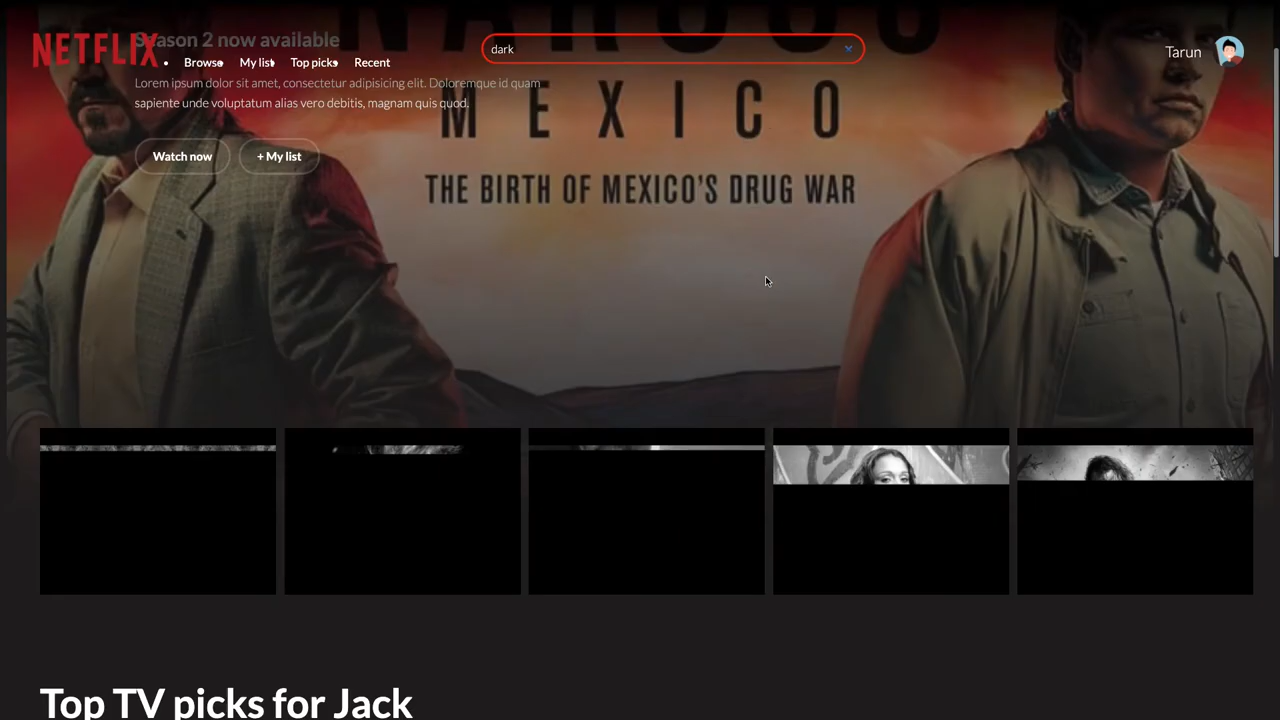 NARCOS
Season 2 now available
NETFLIX
dark
Tarun
Browse
My list
Top picks
Recent
Lorem ipsum dolor sit amet, consectetur adipisicing elit. Doloremque id quam
sapiente unde voluptatum alias vero debitis, magnam quis quod.
MEXICO
Watch now
+ My list
THE BIRTH OF MEXICO'S DRUG WAR
Top TV picks for Jack